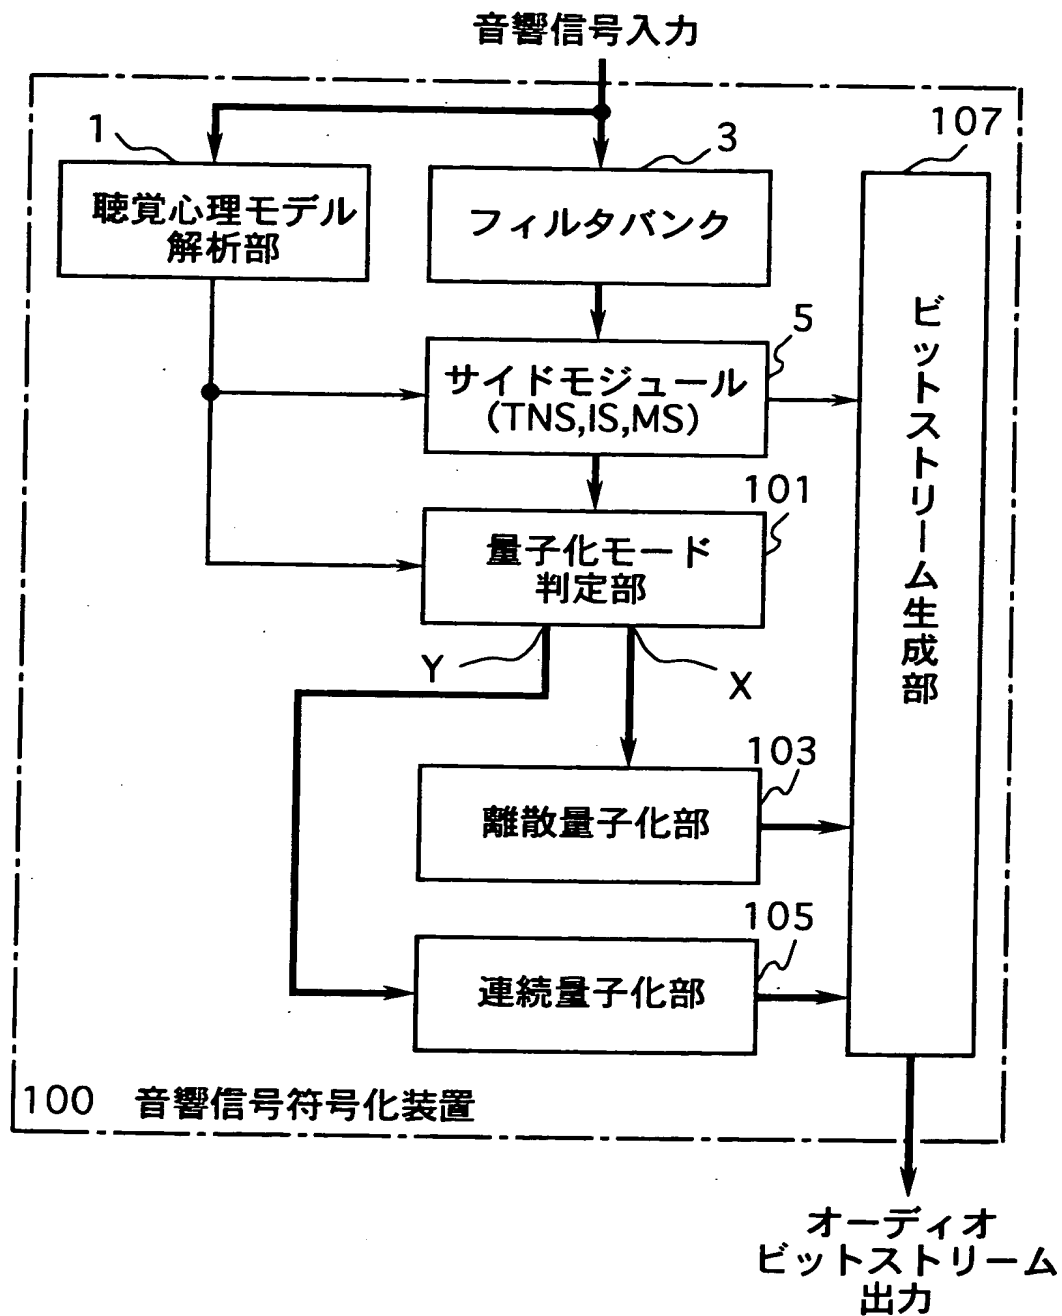 音響信号入力
107
1
3
聴覚心理モデル
解析部
フィルタバンク
5
サイドモジュール
(TNS,IS,MS)
101
量子化モード
判定部
Y
X
103
離散量子化部
105
連続量子化部
ビットストリーム生成部
100 音響信号符号化装置
オーディオ
ビットストリーム
出力